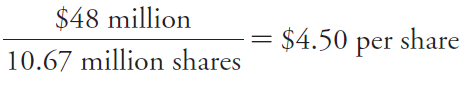 $48 million
10.67 million shares
= $4.50 per share